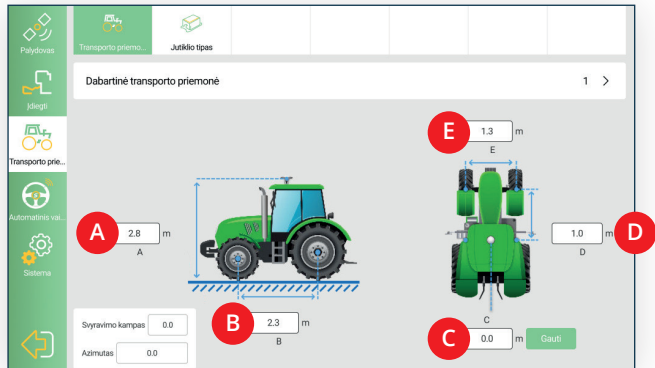 Palydovas
Įdiegti
Transporto prie...
Automatinis vai...
Sistema
Transporto priemo...
Jutiklio tipas
Dabartinė transporto priemonė
1 >
E
1.3 m
E
A
2.8 m
A
1.0 m
D
D
B
2.3 m
B
C
C
0.0 m
Gauti
Svyravimo kampas 0.0
Azimutas 0.0